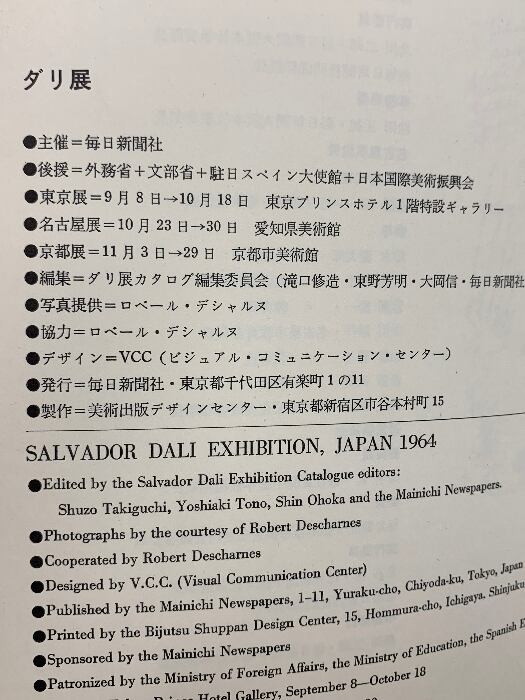 ダリ展
●主催＝毎日新聞社
●後援＝外務省＋文部省＋駐日スペイン大使館＋日本国際美術振興会
●東京展＝9月8日→10月18日　東京プリンスホテル1階特設ギャラリー
●名古屋展＝10月23日→30日　愛知県美術館
●京都展＝11月3日→29日　京都市美術館
●編集＝ダリ展カタログ編集委員会（滝口修造・東野芳明・大岡信・毎日新聞社
●写真提供＝ロベール・デシャルヌ
●協力＝ロベール・デシャルヌ
●デザイン＝VCC（ビジュアル・コミュニケーション・センター）
●発行＝毎日新聞社・東京都千代田区有楽町1の11
●製作＝美術出版デザインセンター・東京都新宿区市谷本村町15
SALVADOR DALI EXHIBITION, JAPAN 1964
●Edited by the Salvador Dali Exhibition Catalogue editors:
Shuzo Takiguchi, Yoshiaki Tono, Shin Ohoka and the Mainichi Newspapers.
●Photographs by the courtesy of Robert Descharnes
●Cooperated by Robert Descharnes
●Designed by V.C.C. (Visual Communication Center)
●Published by the Mainichi Newspapers, 1-11, Yuraku-cho, Chiyoda-ku, Tokyo, Japan
●Printed by the Bijutsu Shuppan Design Center, 15, Hommura-cho, Ichigaya. Shinjuku
●Sponsored by the Mainichi Newspapers
●Patronized by the Ministry of Foreign Affairs, the Ministry of Education, the Spanish E
Hotel Gallery, September 8—October 18